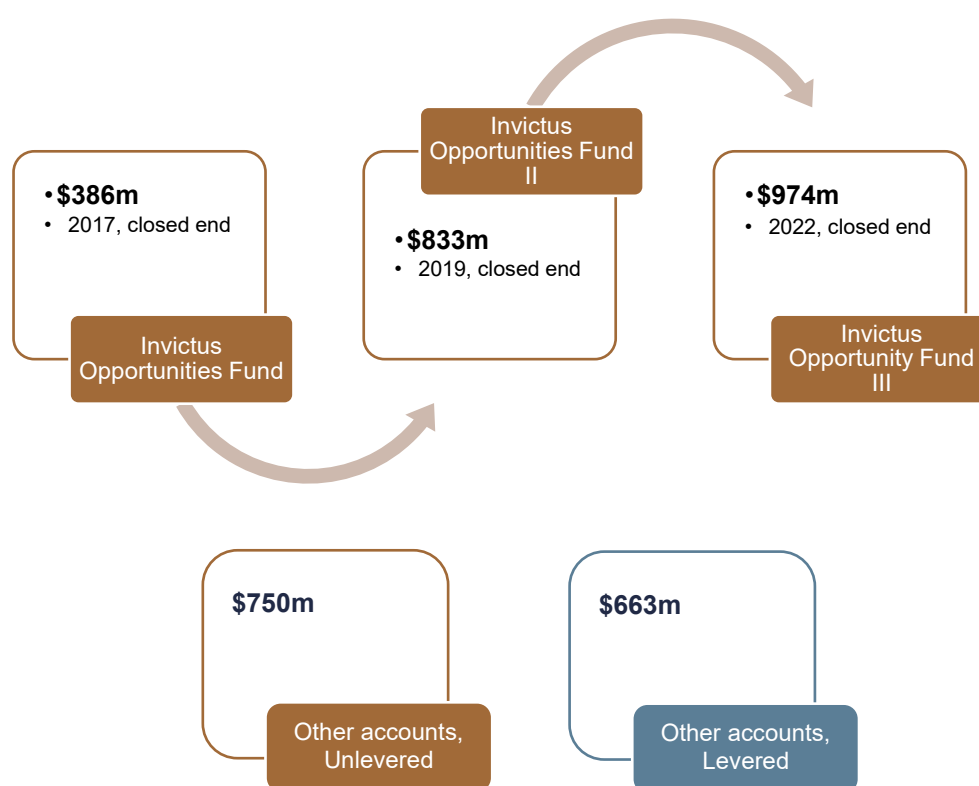 •$386m
• 2017, closed end
Invictus
Opportunities Fund
Invictus
Opportunities Fund
II
•$833m
• 2019, closed end
•$974m
• 2022, closed end
Invictus
Opportunity Fund
III
$750m
Other accounts,
Unlevered
$663m
Other accounts,
Levered